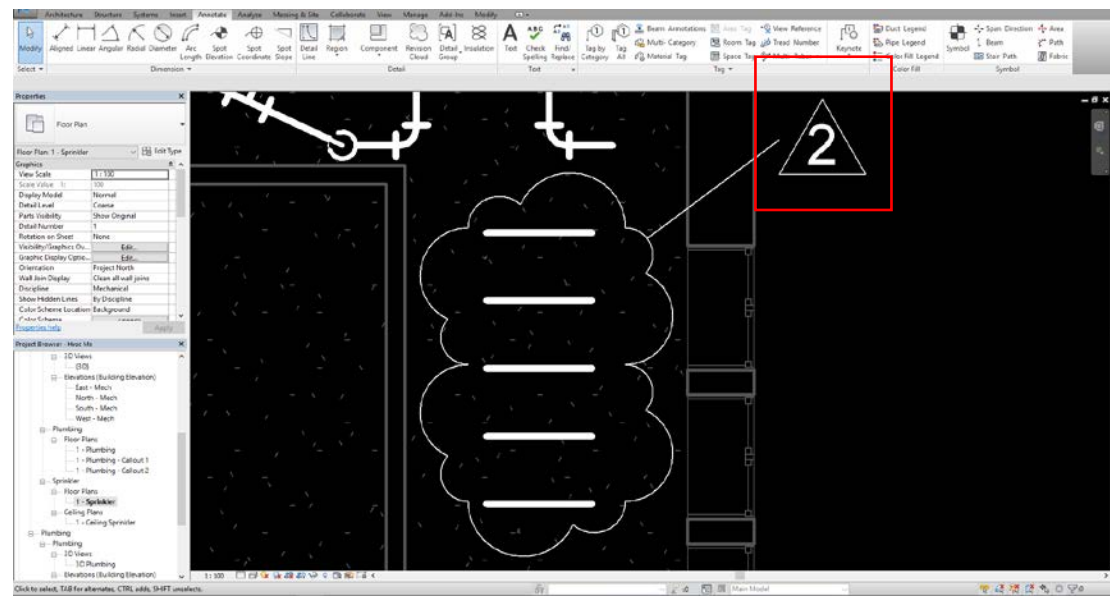 Architecture Structure Systems Insert Annotate Analyze Massing & Site Collaborate View Manage Add-Ins Modify
Modify Aligned Linear Angular Radial Diameter Arc Length Spot Elevation Spot Coordinate Spot Slope Detail Line Region Component Revision Cloud Detail Group Insulation Text Check Spelling Find/Replace Tag by Category Tag All Beam Annotations Area Tag View Reference Keynote Duct Legend Symbol Span Direction Area
Multi-Category Room Tag Tread Number Pipe Legend Beam Path
Material Tag Space Tag Color Fill Legend Stair Path Fabric
Select Dimension Detail Text Tag Color Fill Symbol
Properties
Floor Plan
Floor Plan: 1 - Sprinkler Edit Type
Graphics
View Scale 1 : 100
Scale Value 1: 100
Display Model Normal
Detail Level Coarse
Parts Visibility Show Original
Detail Number 1
Rotation on Sheet None
Visibility/Graphics Ov... Edit...
Graphic Display Optio... Edit...
Orientation Project North
Wall Join Display Clean all wall joins
Discipline Mechanical
Show Hidden Lines By Discipline
Color Scheme Location Background
Color Scheme <none>
Properties help Apply
Project Browser - Hvac Me
3D Views
{3D}
Elevations (Building Elevation)
East - Mech
North - Mech
South - Mech
West - Mech
Plumbing
Floor Plans
1 - Plumbing
1 - Plumbing - Callout 1
1 - Plumbing - Callout 2
Sprinkler
Floor Plans
1 - Sprinkler
Ceiling Plans
1 - Ceiling Sprinkler
Plumbing
Plumbing
3D Views
3D Plumbing
Elevations (Building Elevation)
2
1 : 100
Click to select, TAB for alternates, CTRL adds, SHIFT unselects. :0 Main Model :0